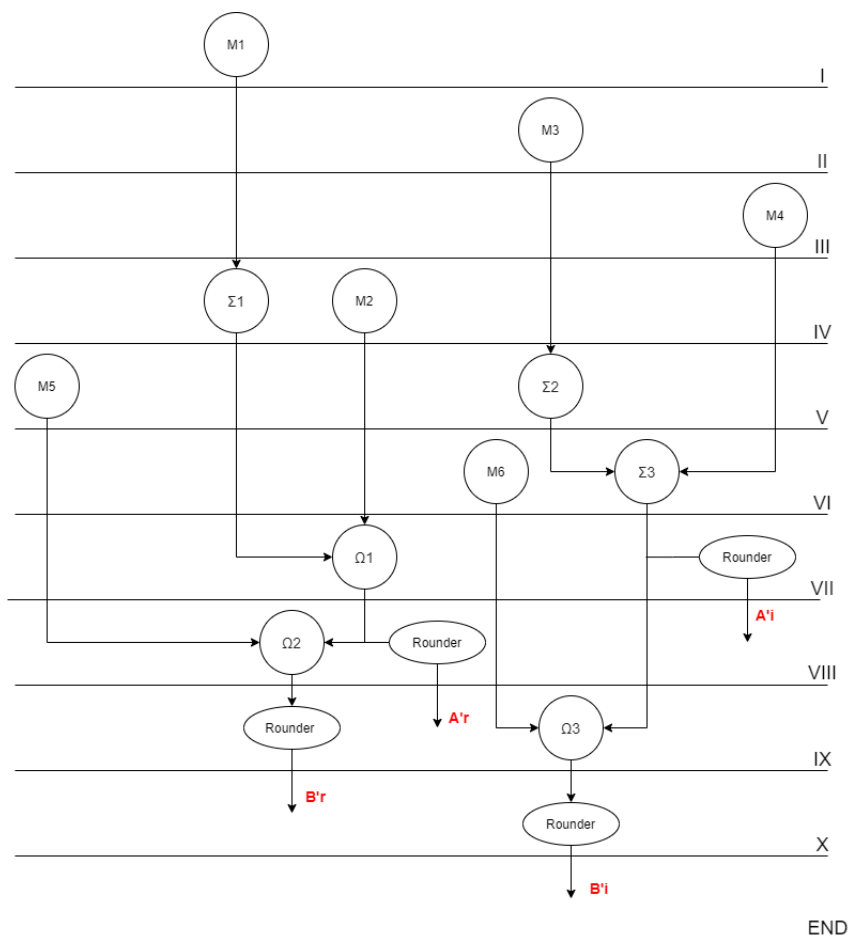 M1
I
M3
II
M4
III
Σ1
M2
IV
M5
Σ2
V
M6
Σ3
VI
Ω1
Rounder
VII
A'i
Ω2
Rounder
VIII
A'r
Rounder
Ω3
IX
B'r
Rounder
X
B'i
END